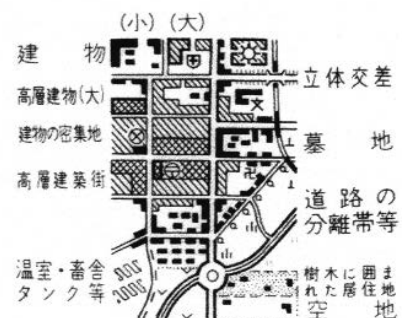 (小)(大)
建物
立体交差
高層建物(大)
建物の密集地
墓地
高層建築街
道路の
分離帯等
温室・畜舎
タンク等
樹木に囲ま
れた居住地
空地